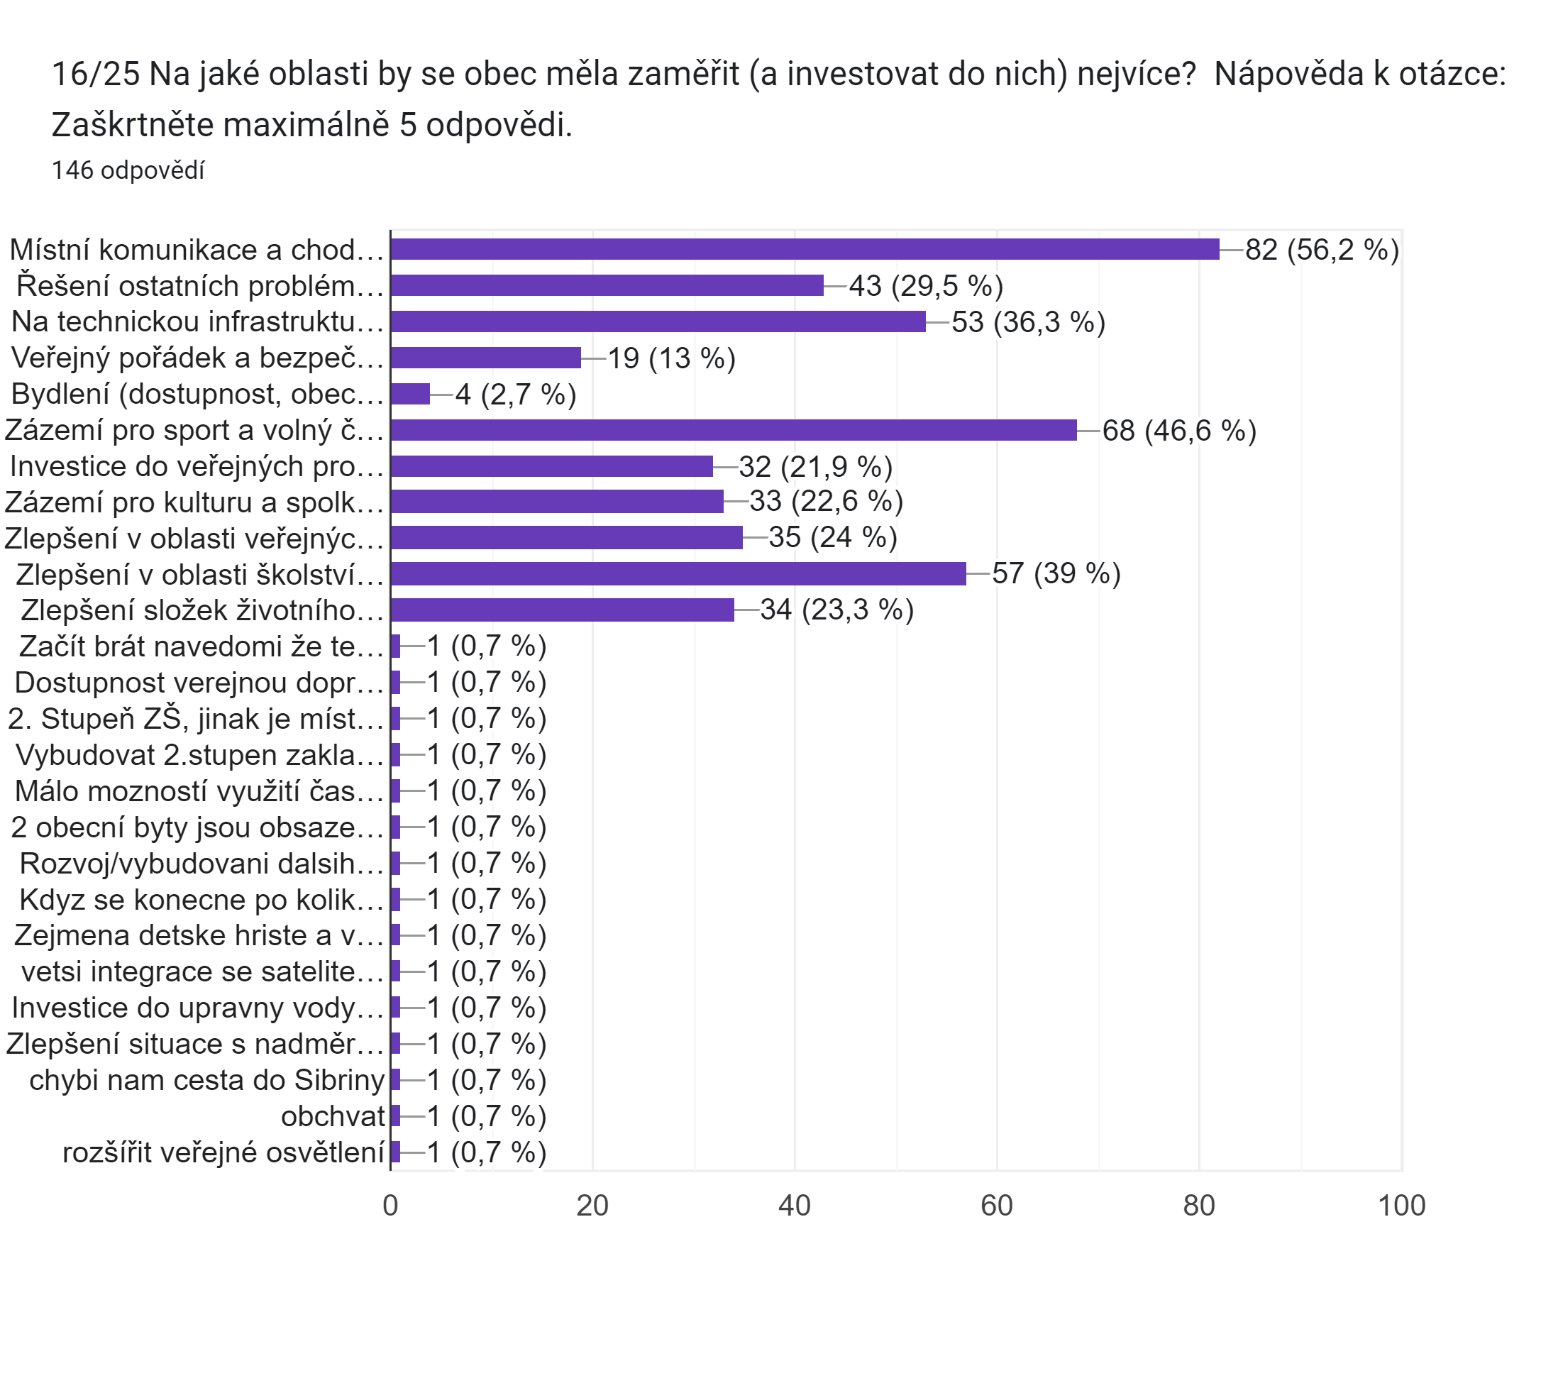 16/25 Na jaké oblasti by se obec měla zaměřit (a investovat do nich) nejvíce?  Nápověda k otázce:
Zaškrtněte maximálně 5 odpovědi.
146 odpovědí
Místní komunikace a chod… 82 (56,2 %)
Řešení ostatních problém… 43 (29,5 %)
Na technickou infrastruktu… 53 (36,3 %)
Veřejný pořádek a bezpeč… 19 (13 %)
Bydlení (dostupnost, obec… 4 (2,7 %)
Zázemí pro sport a volný č… 68 (46,6 %)
Investice do veřejných pro… 32 (21,9 %)
Zázemí pro kulturu a spolk… 33 (22,6 %)
Zlepšení v oblasti veřejnýc… 35 (24 %)
Zlepšení v oblasti školství… 57 (39 %)
Zlepšení složek životního… 34 (23,3 %)
Začít brát navedomi že te… 1 (0,7 %)
Dostupnost verejnou dopr… 1 (0,7 %)
2. Stupeň ZŠ, jinak je míst… 1 (0,7 %)
Vybudovat 2.stupen zakla… 1 (0,7 %)
Málo mozností využití čas… 1 (0,7 %)
2 obecní byty jsou obsaze… 1 (0,7 %)
Rozvoj/vybudovani dalsih… 1 (0,7 %)
Kdyz se konecne po kolik… 1 (0,7 %)
Zejmena detske hriste a v… 1 (0,7 %)
vetsi integrace se satelite… 1 (0,7 %)
Investice do upravny vody… 1 (0,7 %)
Zlepšení situace s nadměr… 1 (0,7 %)
chybi nam cesta do Sibriny 1 (0,7 %)
obchvat 1 (0,7 %)
rozšířit veřejné osvětlení 1 (0,7 %)
0 20 40 60 80 100